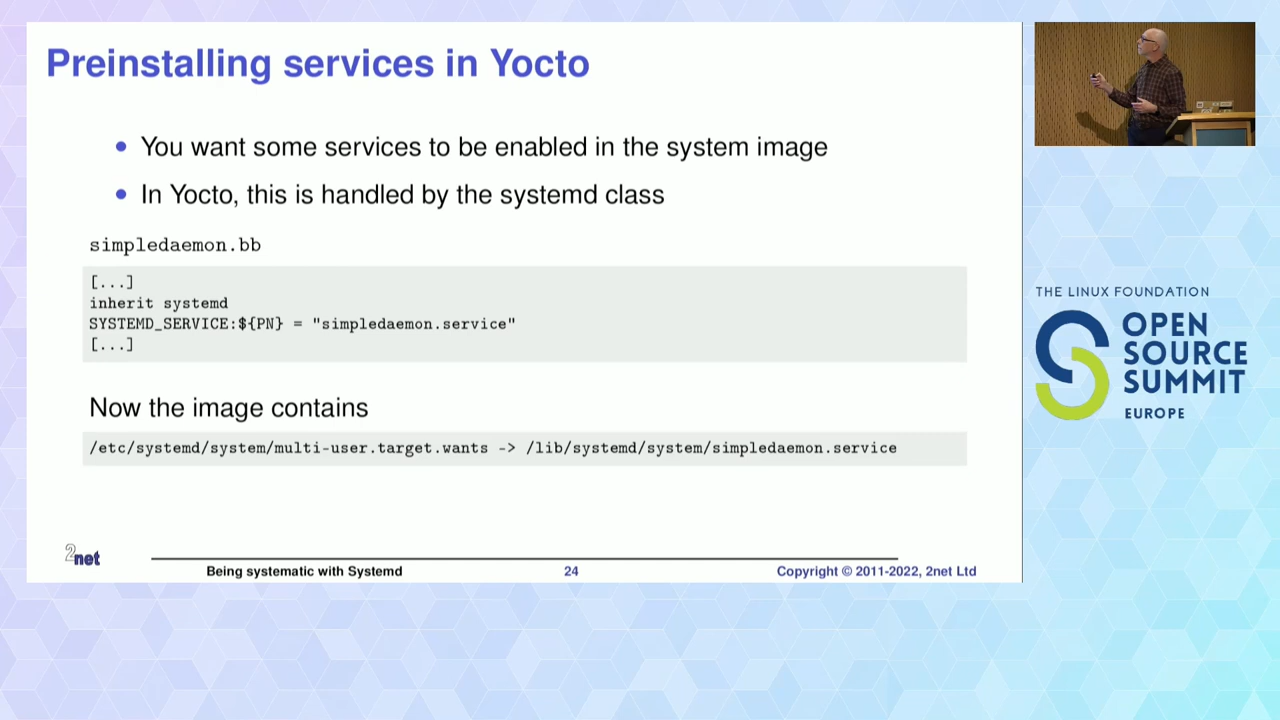 Preinstalling services in Yocto
• You want some services to be enabled in the system image
• In Yocto, this is handled by the systemd class
simpledaemon.bb
[...]
inherit systemd
SYSTEMD_SERVICE:${PN} = "simpledaemon.service"
[...]
Now the image contains
/etc/systemd/system/multi-user.target.wants -> /lib/systemd/system/simpledaemon.service
2net
Being systematic with Systemd
24
Copyright © 2011-2022, 2net Ltd
THE LINUX FOUNDATION
OPEN
SOURCE
SUMMIT
EUROPE